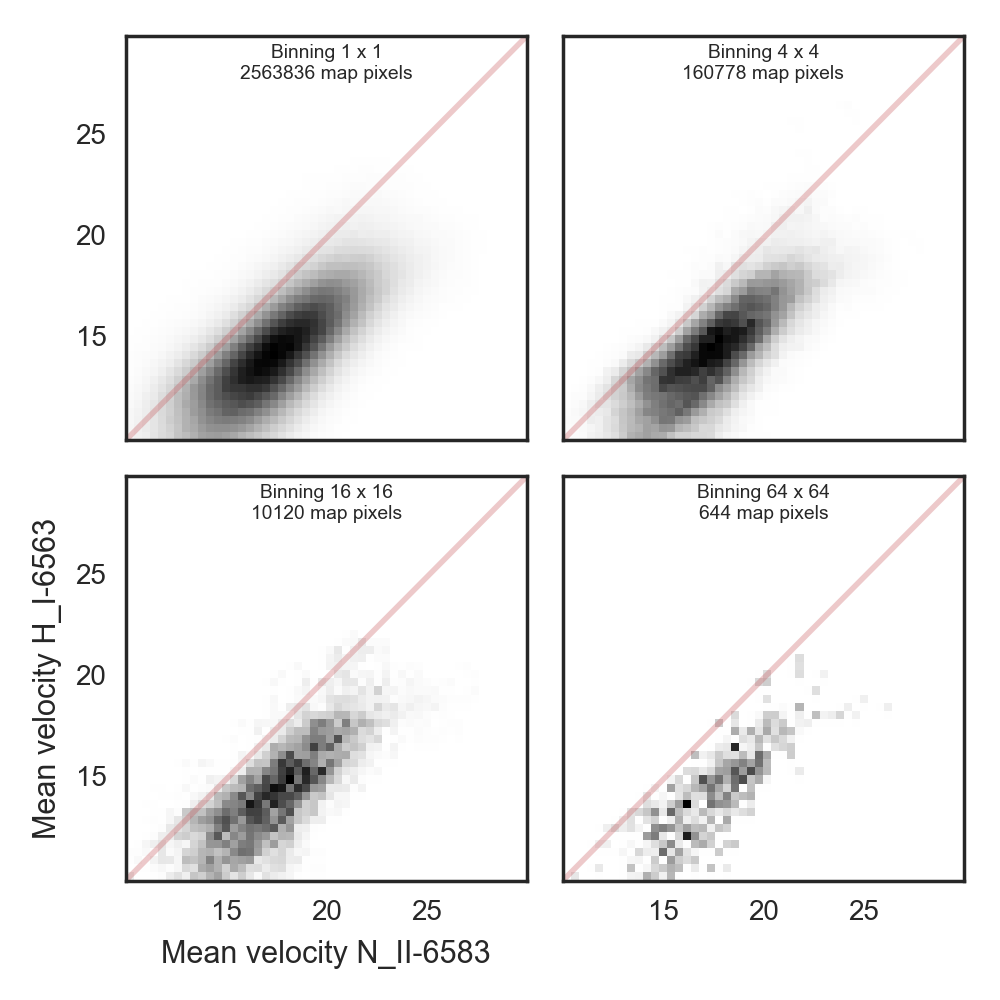 Binning 1 x 1
2563836 map pixels
Binning 4 x 4
160778 map pixels
25
20
15
Binning 16 x 16
10120 map pixels
Binning 64 x 64
644 map pixels
25
20
15
Mean velocity H_I-6563
15 20 25
15 20 25
Mean velocity N_II-6583